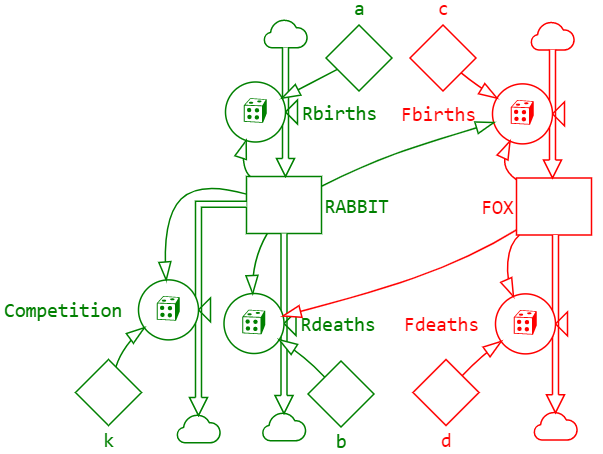 a
c
Rbirths
Fbirths
RABBIT
FOX
Competition
Rdeaths
Fdeaths
k
b
d